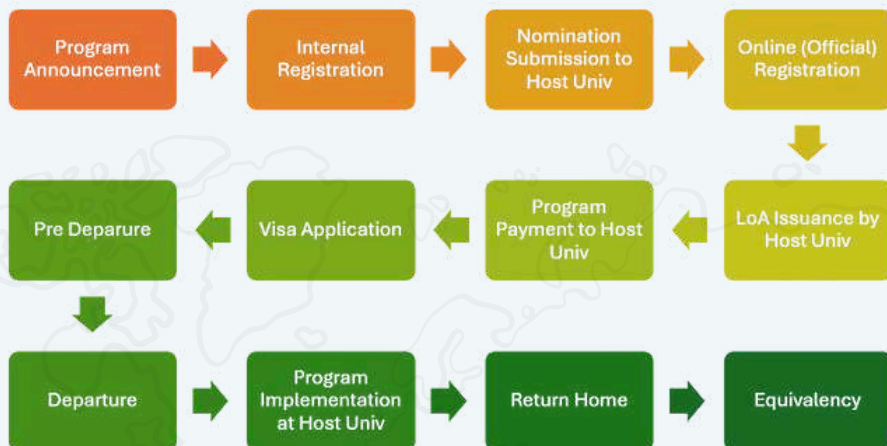 Program
Announcement
Internal
Registration
Nomination
Submission to
Host Univ
Online (Official)
Registration
LoA Issuance by
Host Univ
Program
Payment to Host
Univ
Visa Application
Pre Deparure
Departure
Program
Implementation
at Host Univ
Return Home
Equivalency